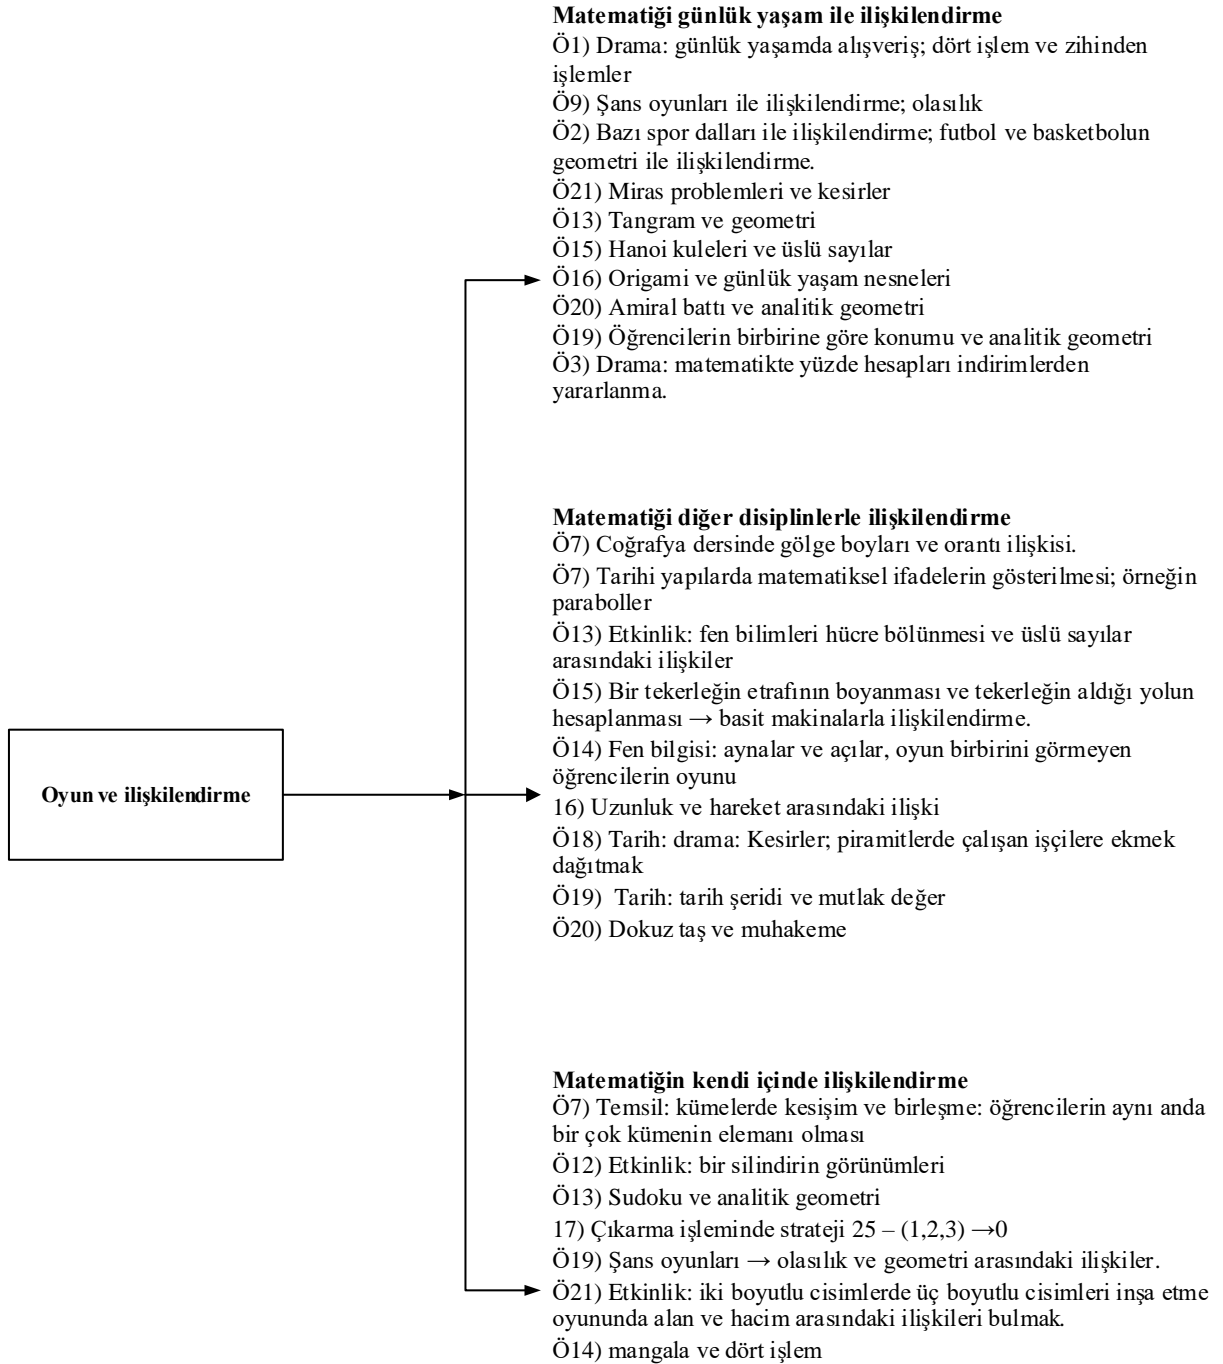 Matematiği günlük yaşam ile ilişkilendirme
Ö1) Drama: günlük yaşamda alışveriş; dört işlem ve zihinden
işlemler
Ö9) Şans oyunları ile ilişkilendirme; olasılık
Ö2) Bazı spor dalları ile ilişkilendirme; futbol ve basketbolun
geometri ile ilişkilendirme.
Ö21) Miras problemleri ve kesirler
Ö13) Tangram ve geometri
Ö15) Hanoi kuleleri ve üslü sayılar
Ö16) Origami ve günlük yaşam nesneleri
Ö20) Amiral battı ve analitik geometri
Ö19) Öğrencilerin birbirine göre konumu ve analitik geometri
Ö3) Drama: matematikte yüzde hesapları indirimlerden
yararlanma.
Matematiği diğer disiplinlerle ilişkilendirme
Ö7) Coğrafya dersinde gölge boyları ve orantı ilişkisi.
Ö7) Tarihi yapılarda matematiksel ifadelerin gösterilmesi; örneğin
paraboller
Ö13) Etkinlik: fen bilimleri hücre bölünmesi ve üslü sayılar
arasındaki ilişkiler
Ö15) Bir tekerleğin etrafının boyanması ve tekerleğin aldığı yolun
hesaplanması → basit makinalarla ilişkilendirme.
Ö14) Fen bilgisi: aynalar ve açılar, oyun birbirini görmeyen
öğrencilerin oyunu
Oyun ve ilişkilendirme
16) Uzunluk ve hareket arasındaki ilişki
Ö18) Tarih: drama: Kesirler; piramitlerde çalışan işçilere ekmek
dağıtmak
Ö19) Tarih: tarih şeridi ve mutlak değer
Ö20) Dokuz taş ve muhakeme
Matematiğin kendi içinde ilişkilendirme
Ö7) Temsil: kümelerde kesişim ve birleşme: öğrencilerin aynı anda
bir çok kümenin elemanı olması
Ö12) Etkinlik: bir silindirin görünümleri
Ö13) Sudoku ve analitik geometri
17) Çıkarma işleminde strateji 25 – (1,2,3) →0
Ö19) Şans oyunları → olasılık ve geometri arasındaki ilişkiler.
Ö21) Etkinlik: iki boyutlu cisimlerde üç boyutlu cisimleri inşa etme
oyununda alan ve hacim arasındaki ilişkileri bulmak.
Ö14) mangala ve dört işlem